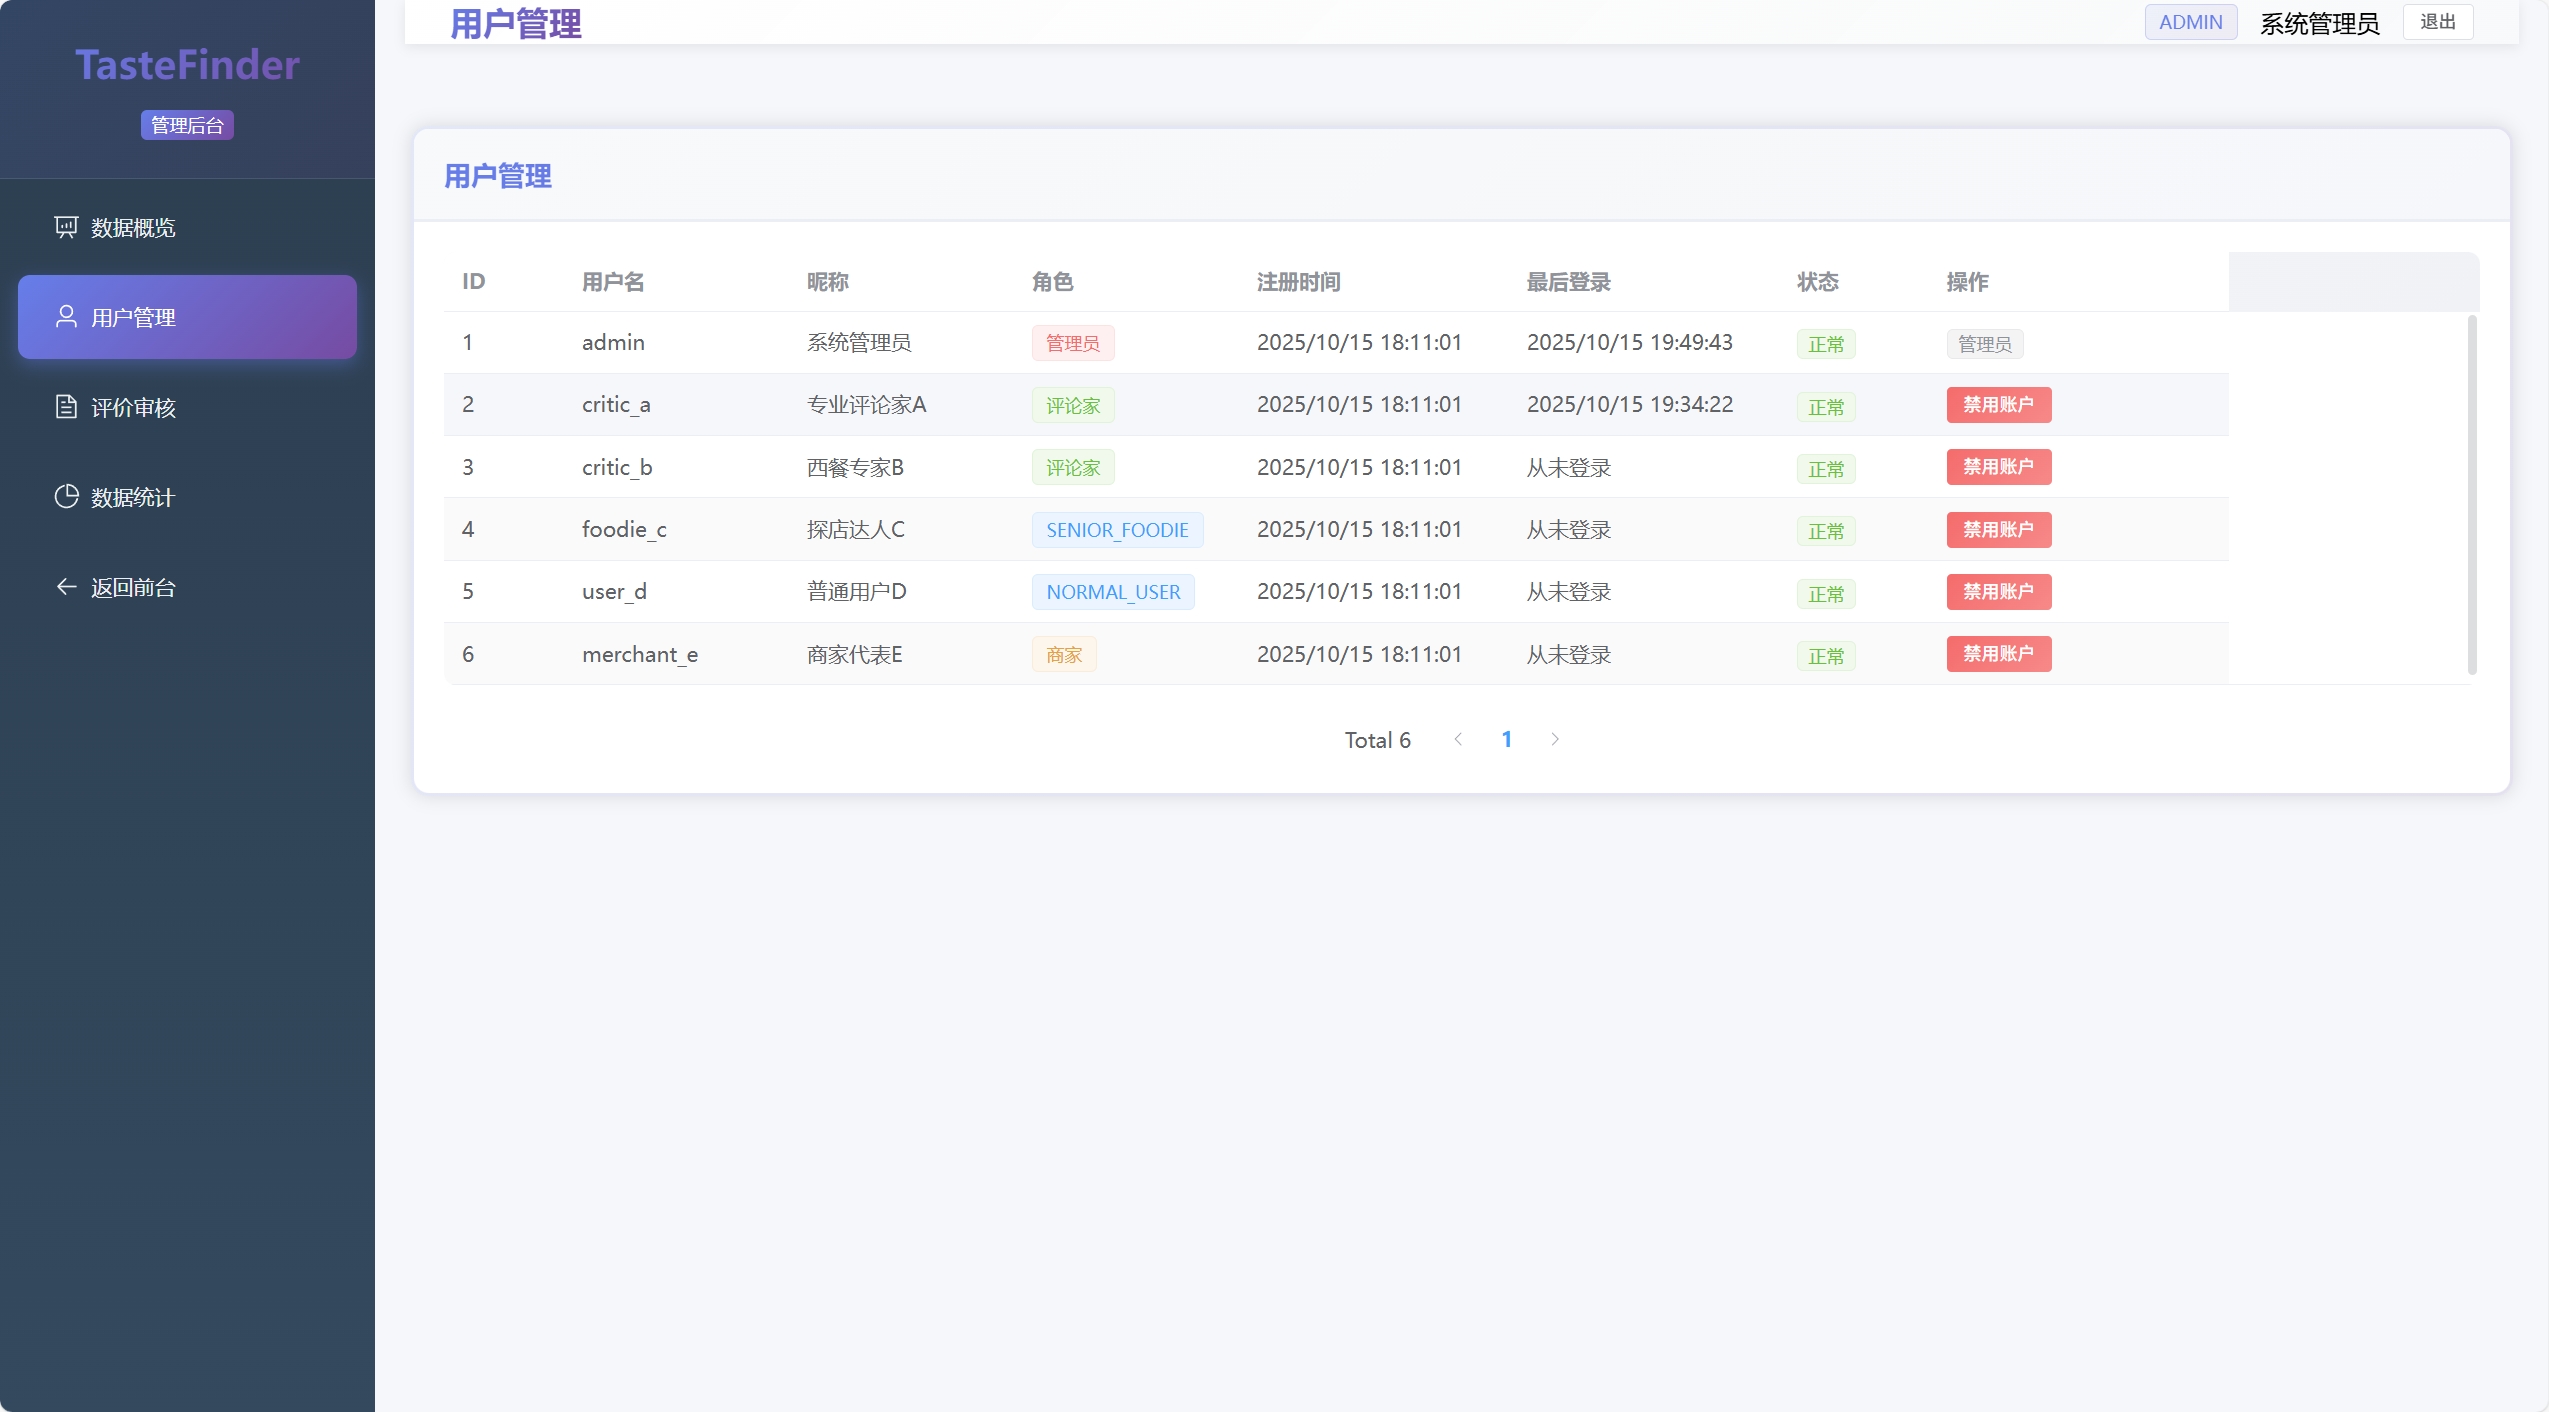 TasteFinder
管理后台
数据概览
用户管理
评价审核
数据统计
返回前台
用户管理 ADMIN 系统管理员 退出
用户管理
ID 用户名 昵称 角色 注册时间 最后登录 状态 操作
1 admin 系统管理员 管理员 2025/10/15 18:11:01 2025/10/15 19:49:43 正常 管理员
2 critic_a 专业评论家A 评论家 2025/10/15 18:11:01 2025/10/15 19:34:22 正常 禁用账户
3 critic_b 西餐专家B 评论家 2025/10/15 18:11:01 从未登录 正常 禁用账户
4 foodie_c 探店达人C SENIOR_FOODIE 2025/10/15 18:11:01 从未登录 正常 禁用账户
5 user_d 普通用户D NORMAL_USER 2025/10/15 18:11:01 从未登录 正常 禁用账户
6 merchant_e 商家代表E 商家 2025/10/15 18:11:01 从未登录 正常 禁用账户
Total 6 1